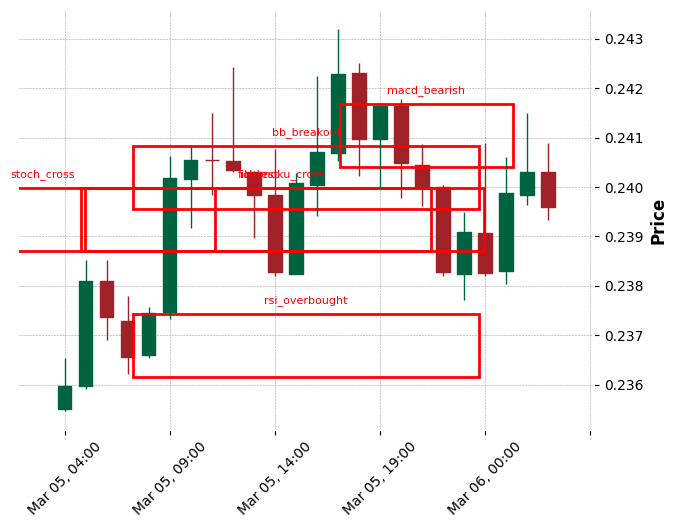 0.243
0.242
macd_bearish
0.241
bb_breakout
stoch_cross
0.240
0.239
Price
0.238
rsi_overbought
0.237
0.236
Mar 05, 04:00
Mar 05, 09:00
Mar 05, 14:00
Mar 05, 19:00
Mar 06, 00:00